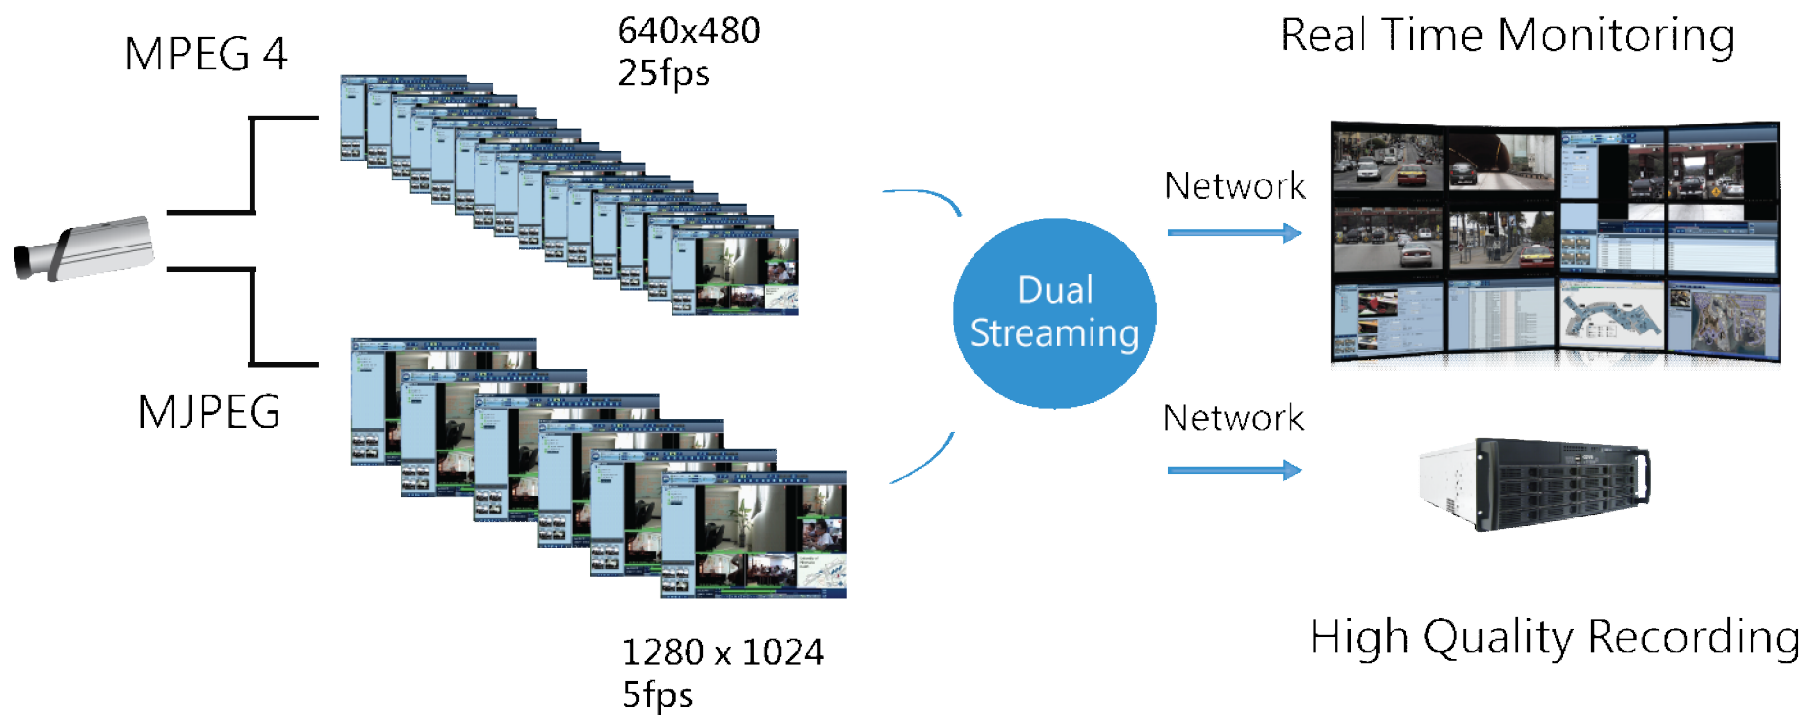 MPEG 4
640x480
25fps
Real Time Monitoring
Network
Dual
Streaming
MJPEG
Network
1280 x 1024
5fps
High Quality Recording